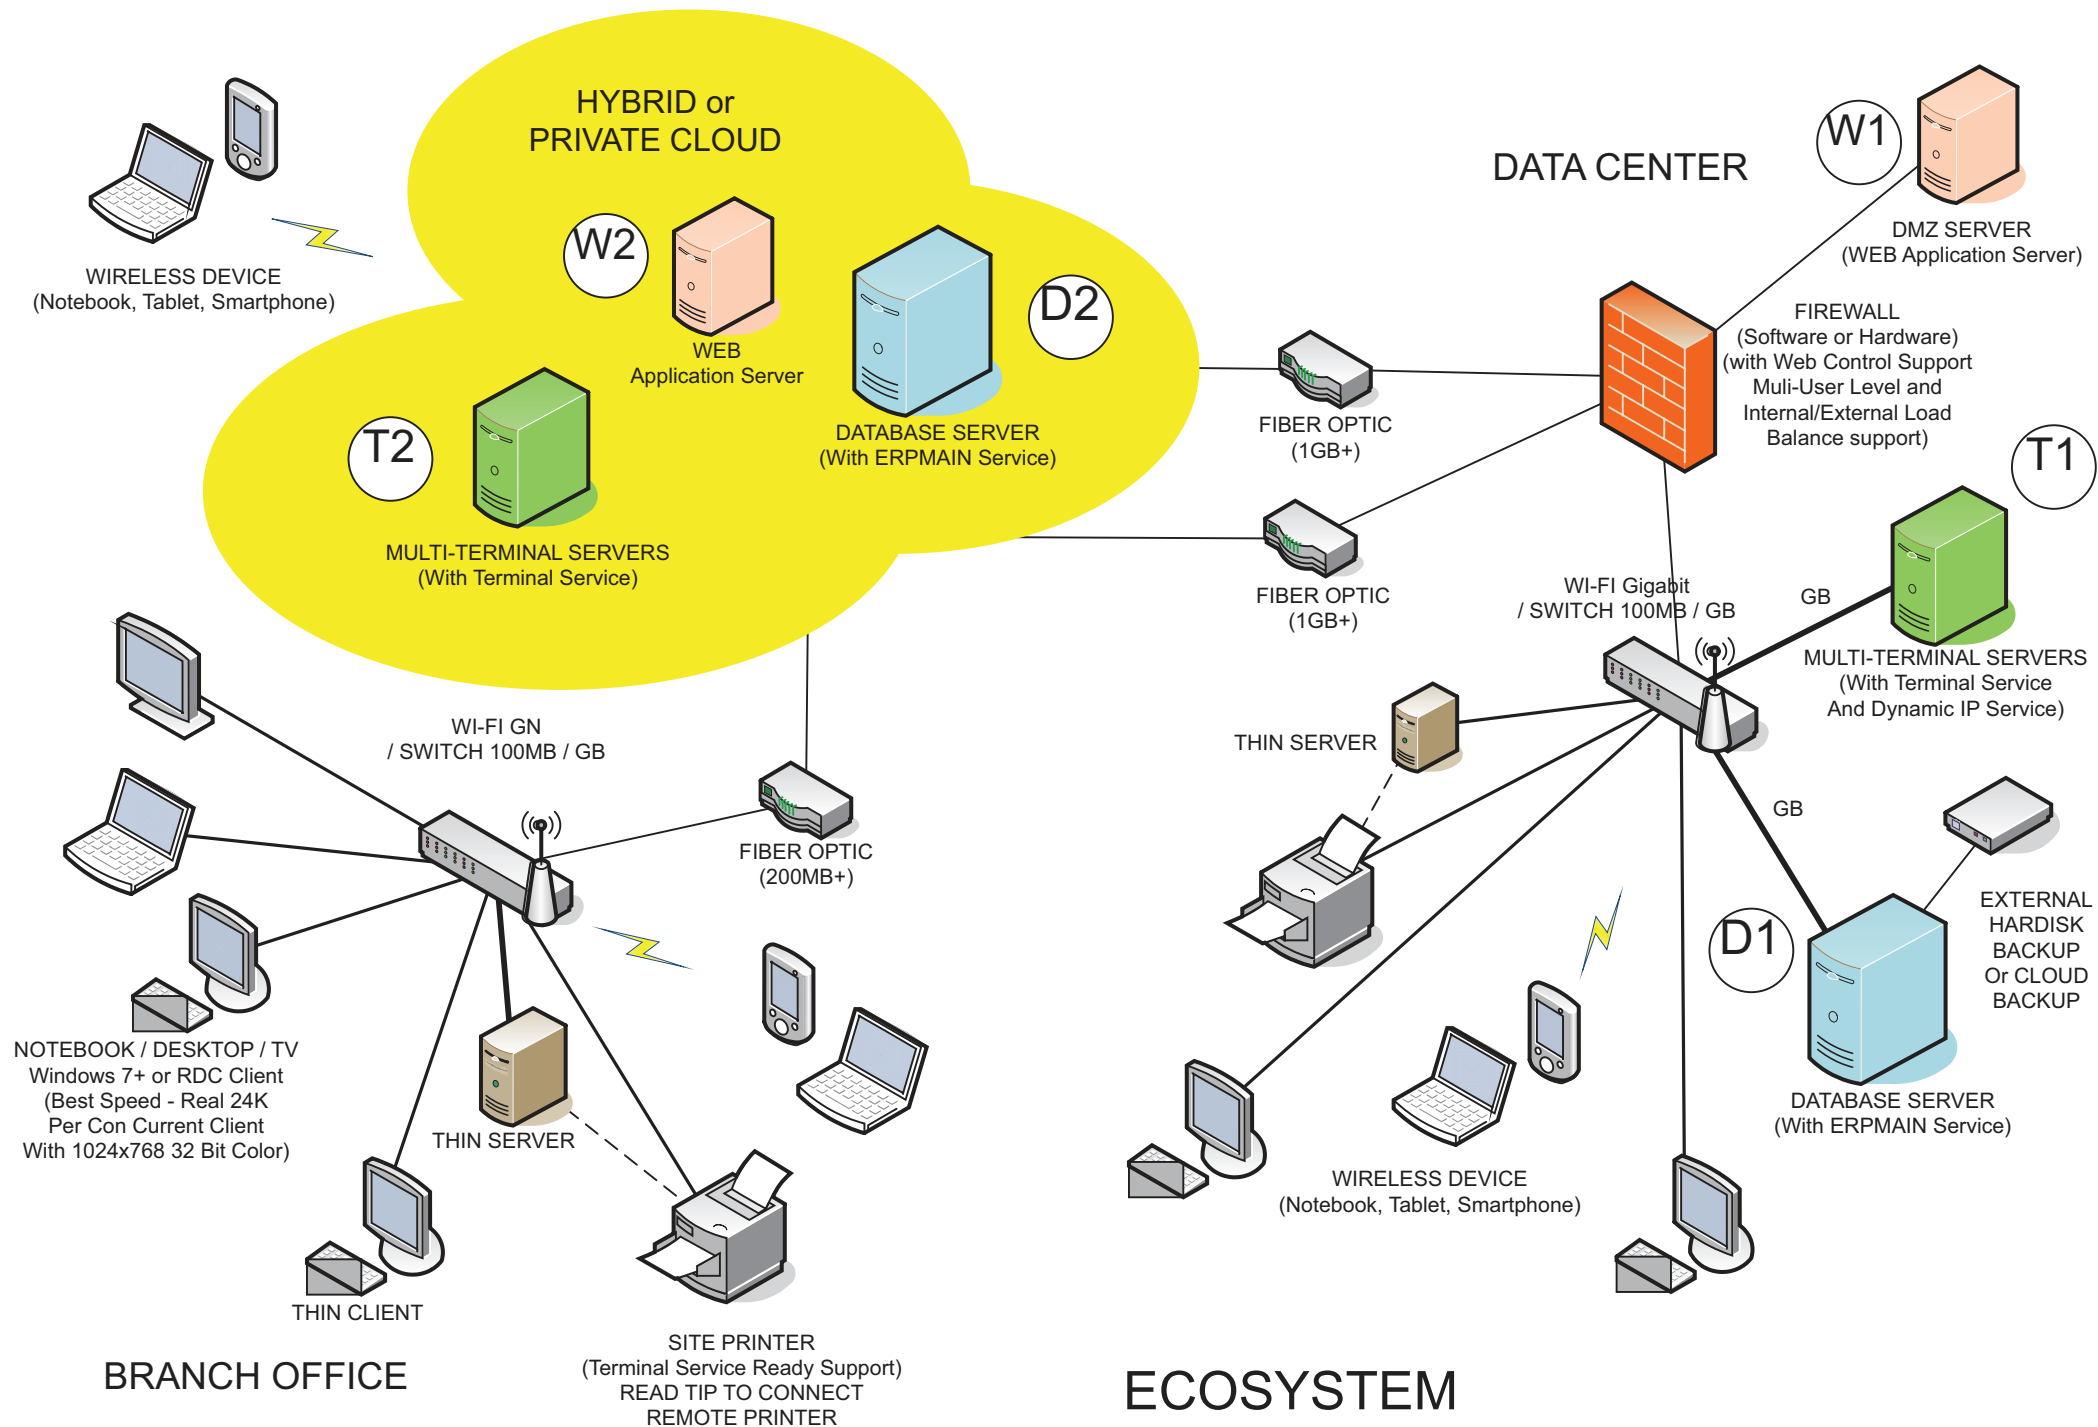 HYBRID or
PRIVATE CLOUD
WIRELESS DEVICE
(Notebook, Tablet, Smartphone)
W2
WEB
Application Server
D2
DATABASE SERVER
(With ERPMAIN Service)
T2
MULTI-TERMINAL SERVERS
(With Terminal Service)
DATA CENTER
W1
DMZ SERVER
(WEB Application Server)
FIREWALL
(Software or Hardware)
(with Web Control Support
Muli-User Level and
Internal/External Load
Balance support)
FIBER OPTIC
(1GB+)
FIBER OPTIC
(1GB+)
T1
WI-FI Gigabit
/ SWITCH 100MB / GB
GB
MULTI-TERMINAL SERVERS
(With Terminal Service
And Dynamic IP Service)
THIN SERVER
GB
EXTERNAL
HARDISK
BACKUP
Or CLOUD
BACKUP
D1
DATABASE SERVER
(With ERPMAIN Service)
WIRELESS DEVICE
(Notebook, Tablet, Smartphone)
WI-FI GN
/ SWITCH 100MB / GB
FIBER OPTIC
(200MB+)
NOTEBOOK / DESKTOP / TV
Windows 7+ or RDC Client
(Best Speed - Real 24K
Per Con Current Client
With 1024x768 32 Bit Color)
THIN SERVER
THIN CLIENT
SITE PRINTER
(Terminal Service Ready Support)
READ TIP TO CONNECT
REMOTE PRINTER
BRANCH OFFICE
ECOSYSTEM